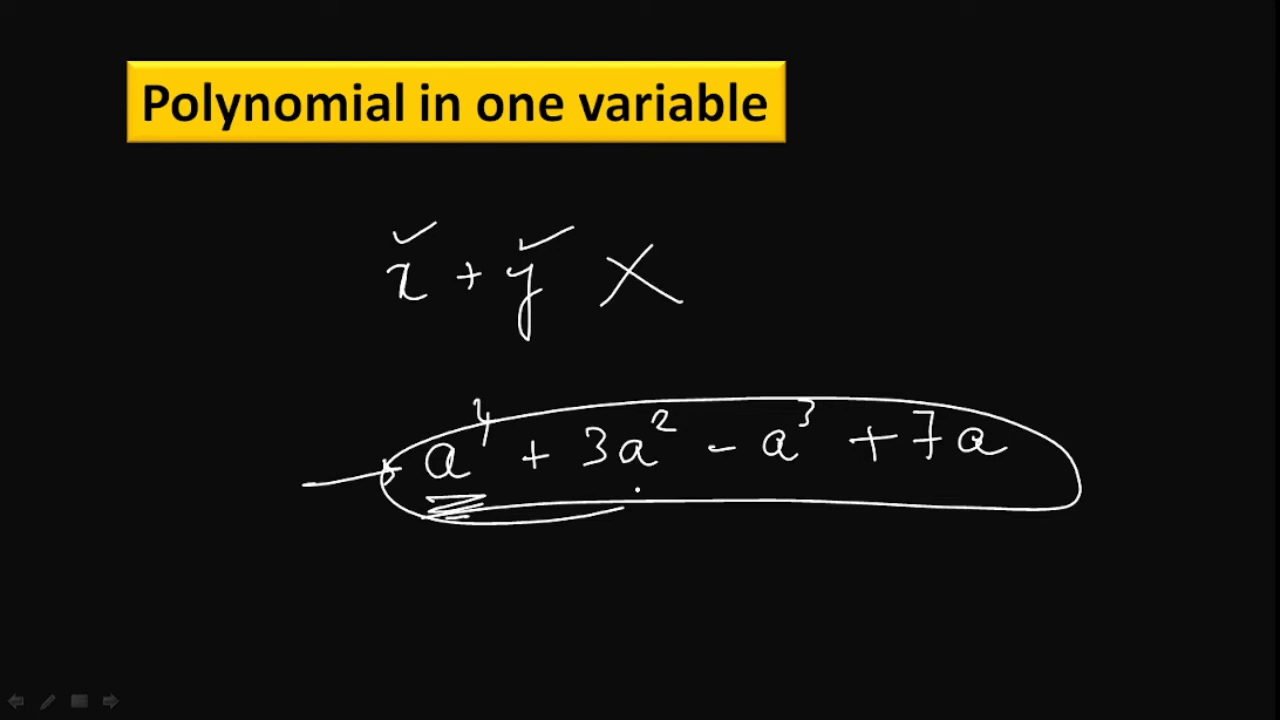 Polynomial in one variable
x + y X
a⁴ + 3a² - a³ + 7a